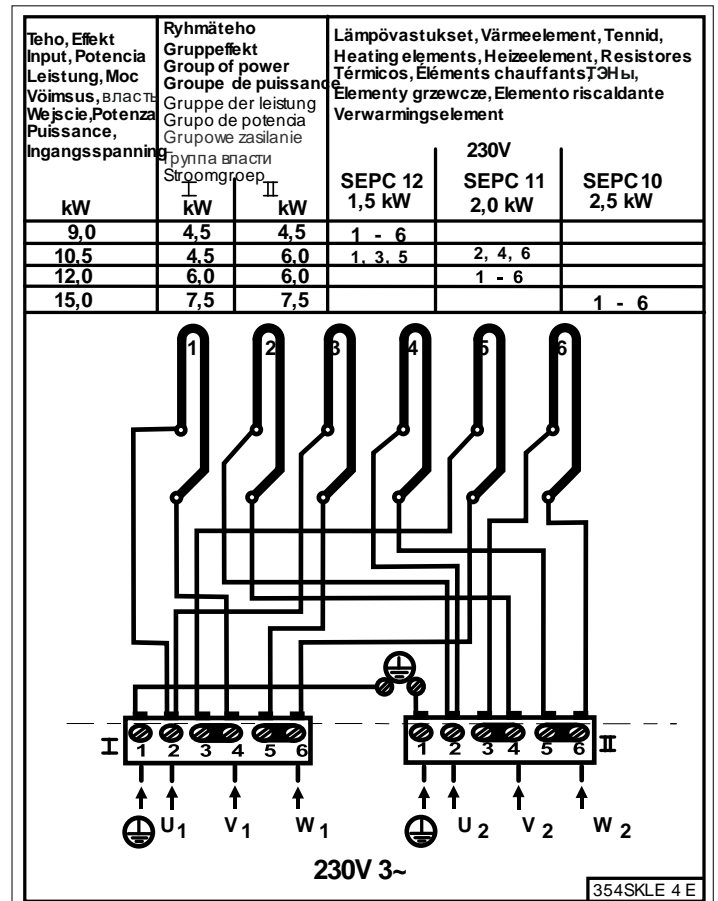 Teho, Effekt
Input, Potencia
Leistung, Moc
Vöimsus, власть
Wejscie,Potenza
Puissance,
Ingangsspanning
kW
Ryhmäteho
Gruppeffekt
Group of power
Groupe de puissance
Gruppe der leistung
Grupo de potencia
Grupowe zasilanie
Группа власти
Stroomgroep
I II
kW kW
Lämpövastukset, Värmeelement, Tennid,
Heating elements, Heizeelement, Resistores
Térmicos, Éléments chauffants, ТЭНы,
Elementy grzewcze, Elemento riscaldante
Verwarmingselement
230V
SEPC 12 SEPC 11 SEPC10
1,5 kW 2,0 kW 2,5 kW
9,0 4,5 4,5 1 - 6
10,5 4,5 6,0 1, 3, 5 2, 4, 6
12,0 6,0 6,0 1 - 6
15,0 7,5 7,5 1 - 6
1 2 3 4 5 6
I 1 2 3 4 5 6 1 2 3 4 5 6 II
U1 V1 W1 U2 V2 W2
230V 3~
354SKLE 4 E